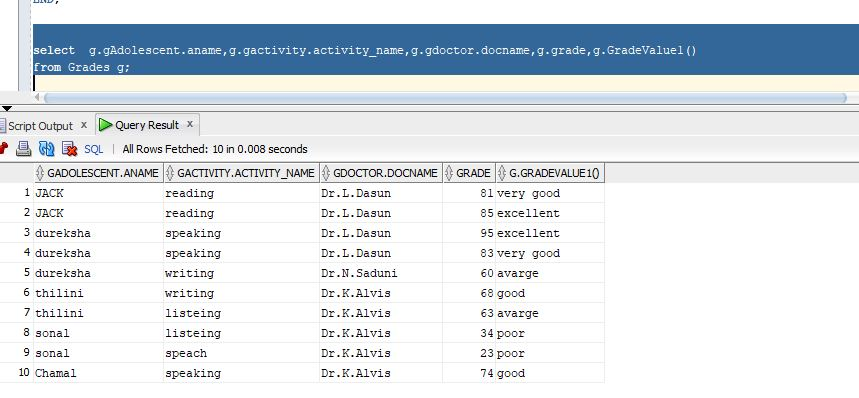 END;
select g.gAdolescent.aname,g.gactivity.activity_name,g.gdoctor.docname,g.grade,g.GradeValue1()
from Grades g;
Script Output x Query Result x
SQL | All Rows Fetched: 10 in 0.008 seconds
GADOLESCENT.ANAME GACTIVITY.ACTIVITY_NAME GDOCTOR.DOCNAME GRADE G.GRADEVALUE1()
1 JACK reading Dr.L.Dasun 81 very good
2 JACK reading Dr.L.Dasun 85 excellent
3 dureksha speaking Dr.L.Dasun 95 excellent
4 dureksha speaking Dr.L.Dasun 83 very good
5 dureksha writing Dr.N.Saduni 60 avarge
6 thilini writing Dr.K.Alvis 68 good
7 thilini listeing Dr.K.Alvis 63 avarge
8 sonal listeing Dr.K.Alvis 34 poor
9 sonal speach Dr.K.Alvis 23 poor
10 Chamal speaking Dr.K.Alvis 74 good